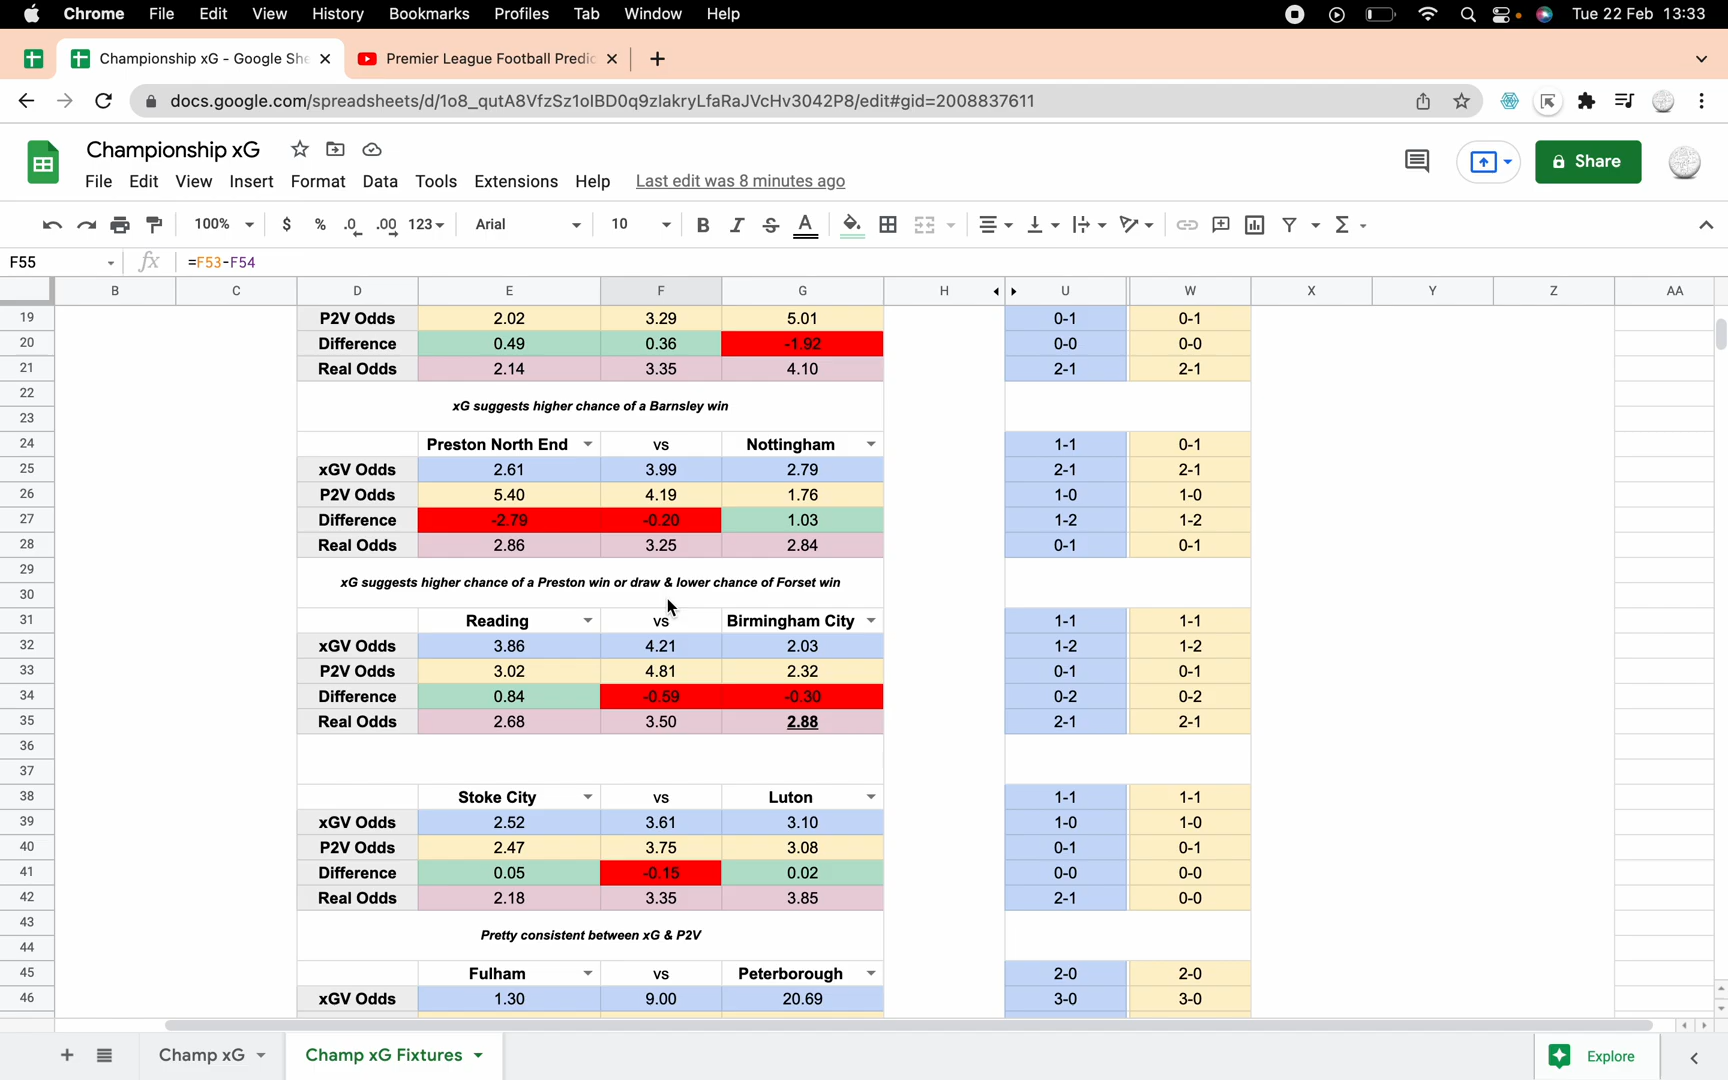 Chrome File Edit View History Bookmarks Profiles Tab Window Help Tue 22 Feb 13:33
Championship xG - Google She Premier League Football Predic
docs.google.com/spreadsheets/d/1o8_qutA8VfzSz1oIBD0q9zlakryLfaRaJVcHv3042P8/edit#gid=2008837611
Championship xG
Share
File Edit View Insert Format Data Tools Extensions Help Last edit was 8 minutes ago
100% $ % .0 .00 123 Arial 10 B I S A
F55 fx =F53-F54
B C D E F G H U W X Y Z AA
19 P2V Odds 2.02 3.29 5.01 0-1 0-1
20 Difference 0.49 0.36 -1.92 0-0 0-0
21 Real Odds 2.14 3.35 4.10 2-1 2-1
22
xG suggests higher chance of a Barnsley win
23
24 Preston North End vs Nottingham 1-1 0-1
25 xGV Odds 2.61 3.99 2.79 2-1 2-1
26 P2V Odds 5.40 4.19 1.76 1-0 1-0
27 Difference -2.79 -0.20 1.03 1-2 1-2
28 Real Odds 2.86 3.25 2.84 0-1 0-1
29
xG suggests higher chance of a Preston win or draw & lower chance of Forset win
30
31 Reading vs Birmingham City 1-1 1-1
32 xGV Odds 3.86 4.21 2.03 1-2 1-2
33 P2V Odds 3.02 4.81 2.32 0-1 0-1
34 Difference 0.84 -0.59 -0.30 0-2 0-2
35 Real Odds 2.68 3.50 2.88 2-1 2-1
36
37
38 Stoke City vs Luton 1-1 1-1
39 xGV Odds 2.52 3.61 3.10 1-0 1-0
40 P2V Odds 2.47 3.75 3.08 0-1 0-1
41 Difference 0.05 -0.15 0.02 0-0 0-0
42 Real Odds 2.18 3.35 3.85 2-1 0-0
43
Pretty consistent between xG & P2V
44
45 Fulham vs Peterborough 2-0 2-0
46 xGV Odds 1.30 9.00 20.69 3-0 3-0
Champ xG Champ xG Fixtures Explore